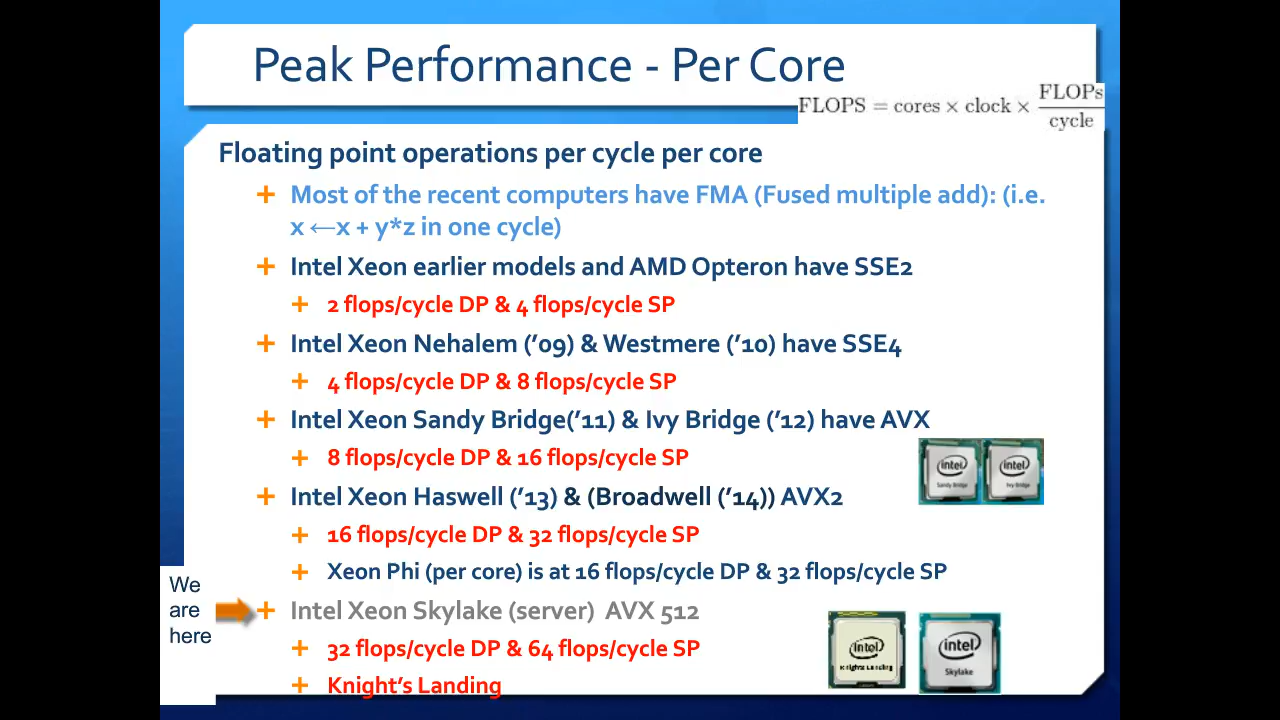 Peak Performance - Per Core
FLOPS = cores × clock × FLOPs/cycle
Floating point operations per cycle per core
+ Most of the recent computers have FMA (Fused multiple add): (i.e.
x ←x + y*z in one cycle)
+ Intel Xeon earlier models and AMD Opteron have SSE2
+ 2 flops/cycle DP & 4 flops/cycle SP
+ Intel Xeon Nehalem (’09) & Westmere (’10) have SSE4
+ 4 flops/cycle DP & 8 flops/cycle SP
+ Intel Xeon Sandy Bridge(’11) & Ivy Bridge (’12) have AVX
+ 8 flops/cycle DP & 16 flops/cycle SP
intel intel
Sandy Bridge Ivy Bridge
+ Intel Xeon Haswell (’13) & (Broadwell (’14)) AVX2
+ 16 flops/cycle DP & 32 flops/cycle SP
+ Xeon Phi (per core) is at 16 flops/cycle DP & 32 flops/cycle SP
We
are
here
+ Intel Xeon Skylake (server) AVX 512
+ 32 flops/cycle DP & 64 flops/cycle SP
+ Knight’s Landing
intel intel
Knights Landing Skylake